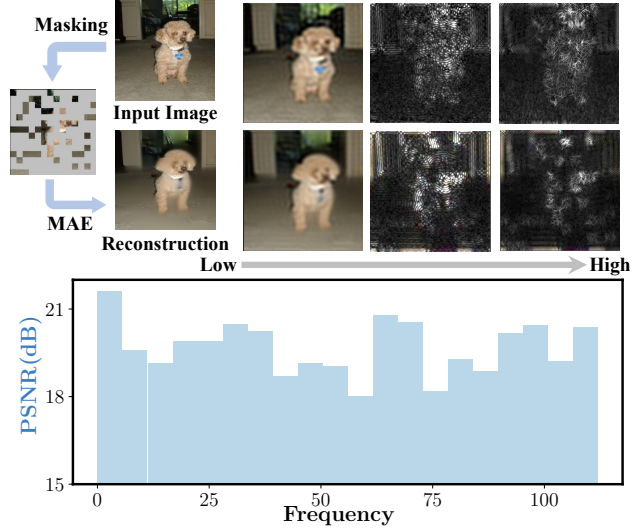 Masking
Input Image
MAE
Reconstruction
Low
High
21
18
15
PSNR(dB)
0
25
50
75
100
Frequency